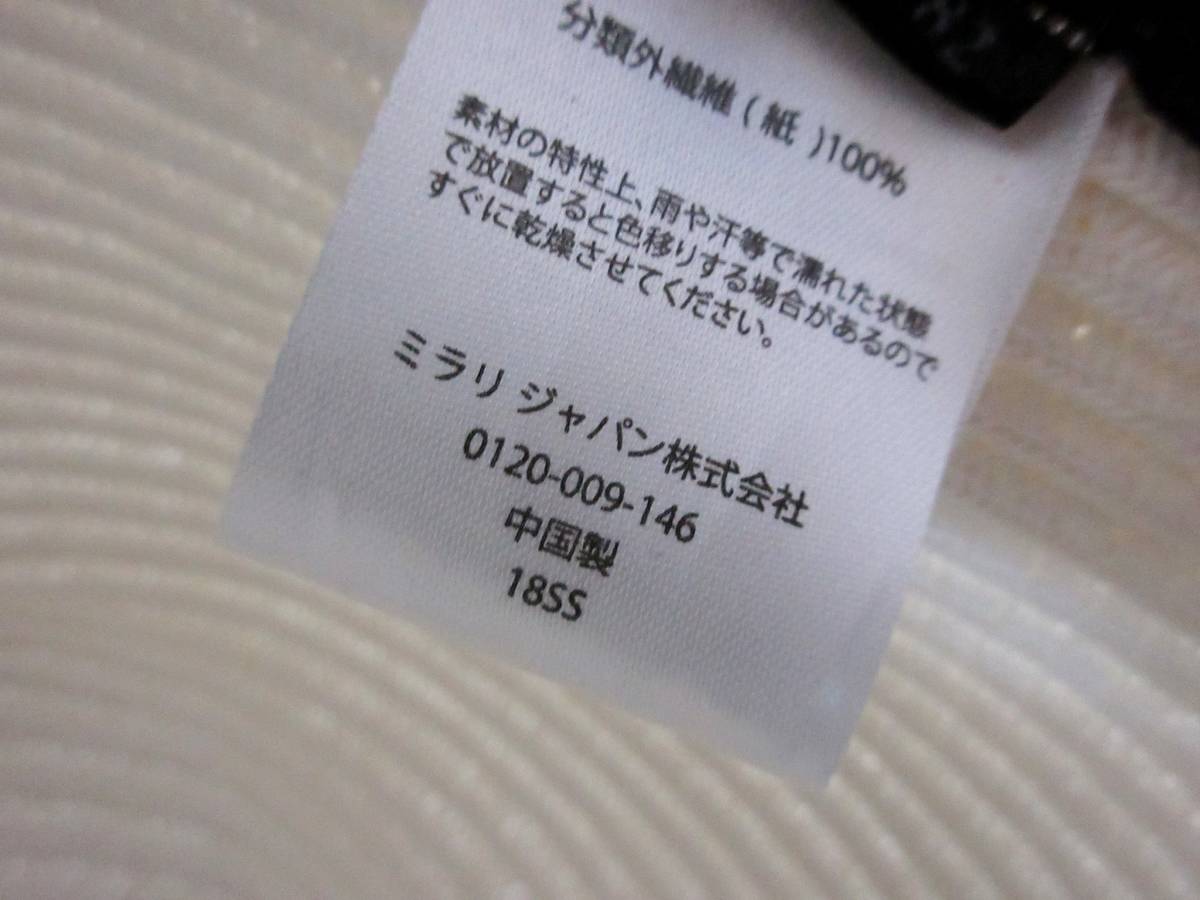 分類外繊維 ( 紙 )100%
素材の特性上、雨や汗等で濡れた状態
で放置すると色移りする場合があるので
すぐに乾燥させてください。
ミラリ ジャパン株式会社
0120-009-146
中国製
18SS